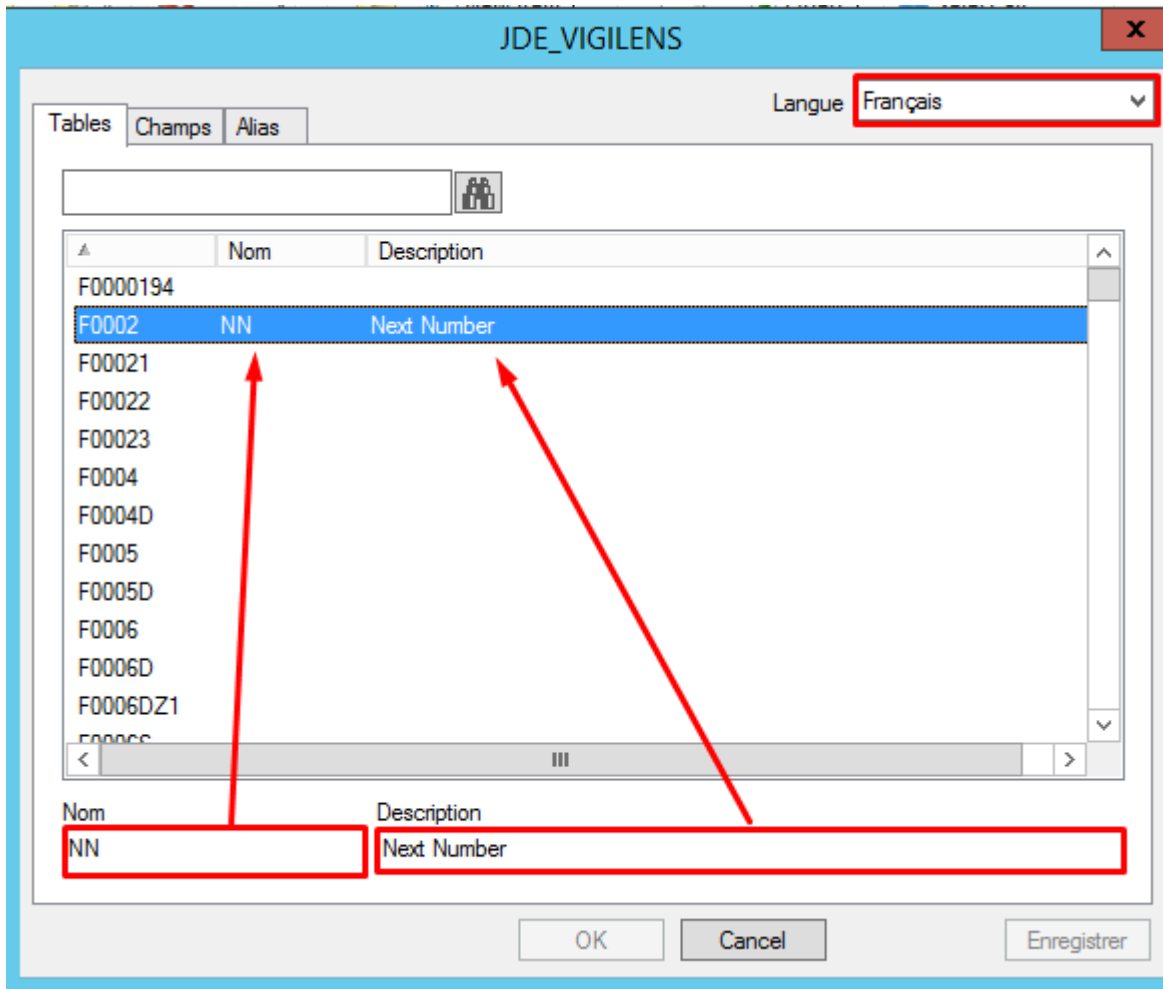 JDE_VIGILENS
x
Langue Français
Tables Champs Alias
Nom Description
F0000194
F0002 NN Next Number
F00021
F00022
F00023
F0004
F0004D
F0005
F0005D
F0006
F0006D
F0006DZ1
Nom Description
NN Next Number
OK Cancel Enregistrer